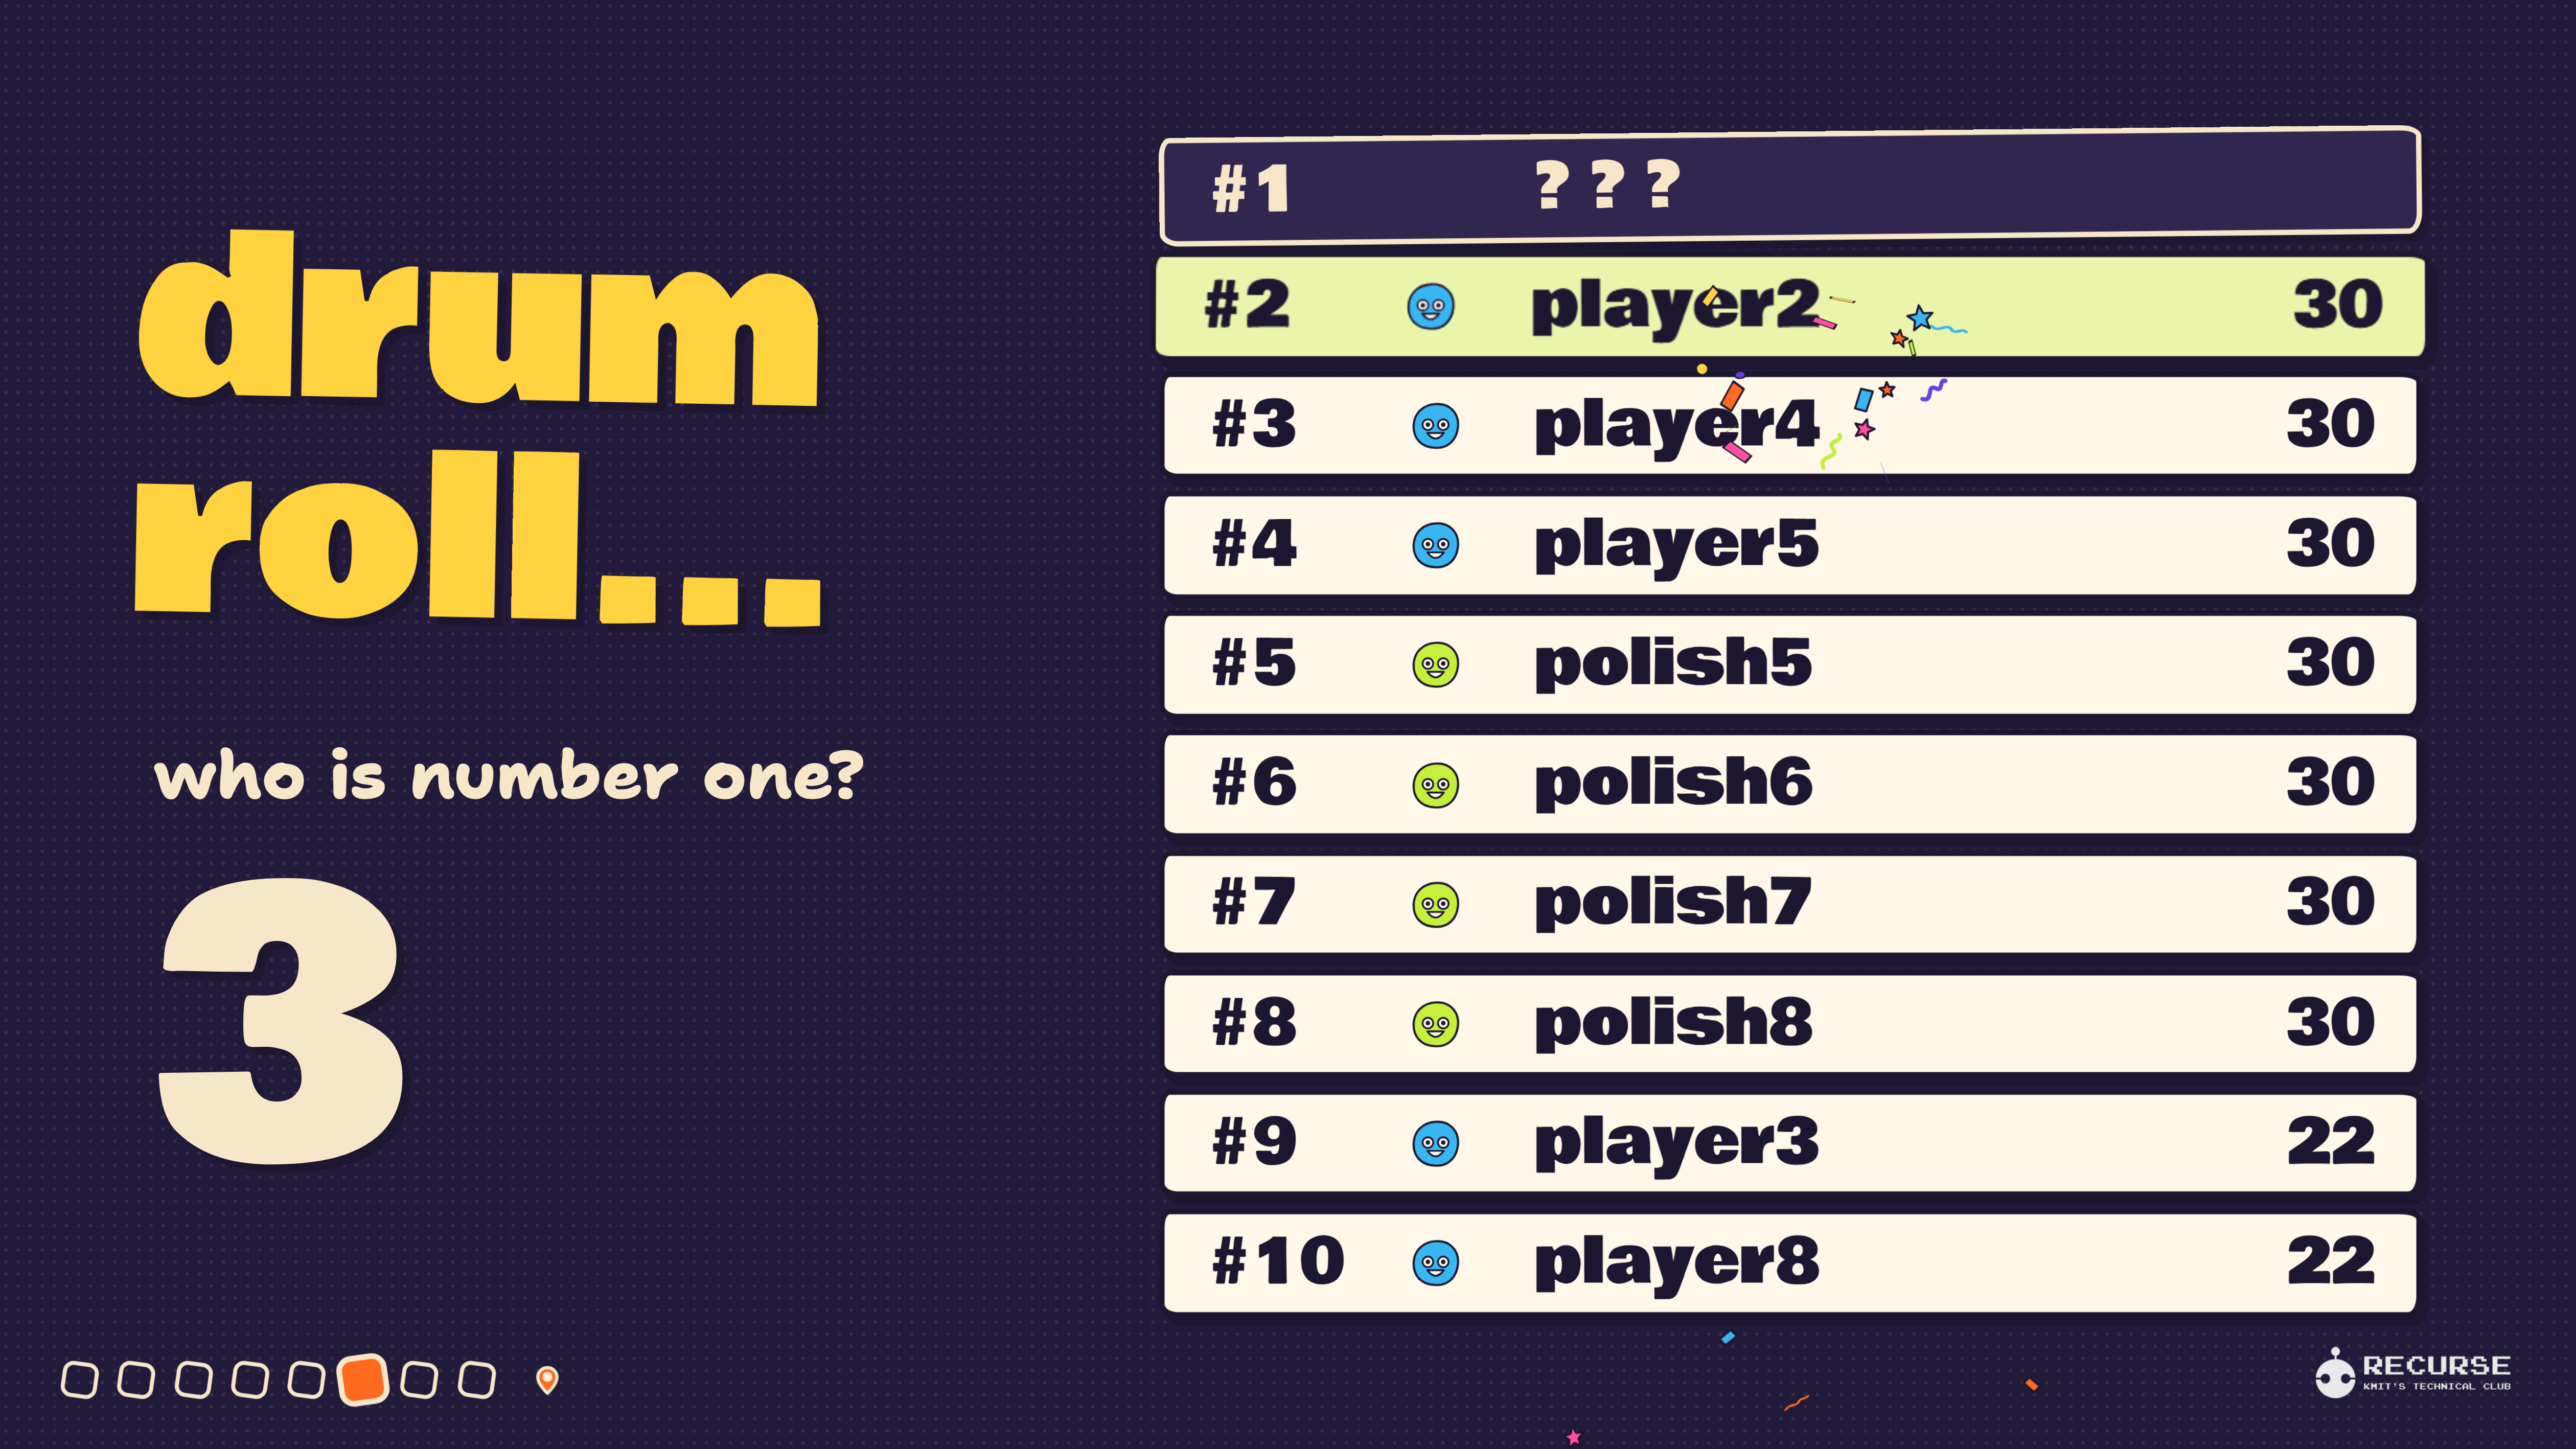 drum
roll...
who is number one?
3
#1 ? ? ?
#2 player2 30
#3 player4 30
#4 player5 30
#5 polish5 30
#6 polish6 30
#7 polish7 30
#8 polish8 30
#9 player3 22
#10 player8 22
RECURSE
KMIT'S TECHNICAL CLUB